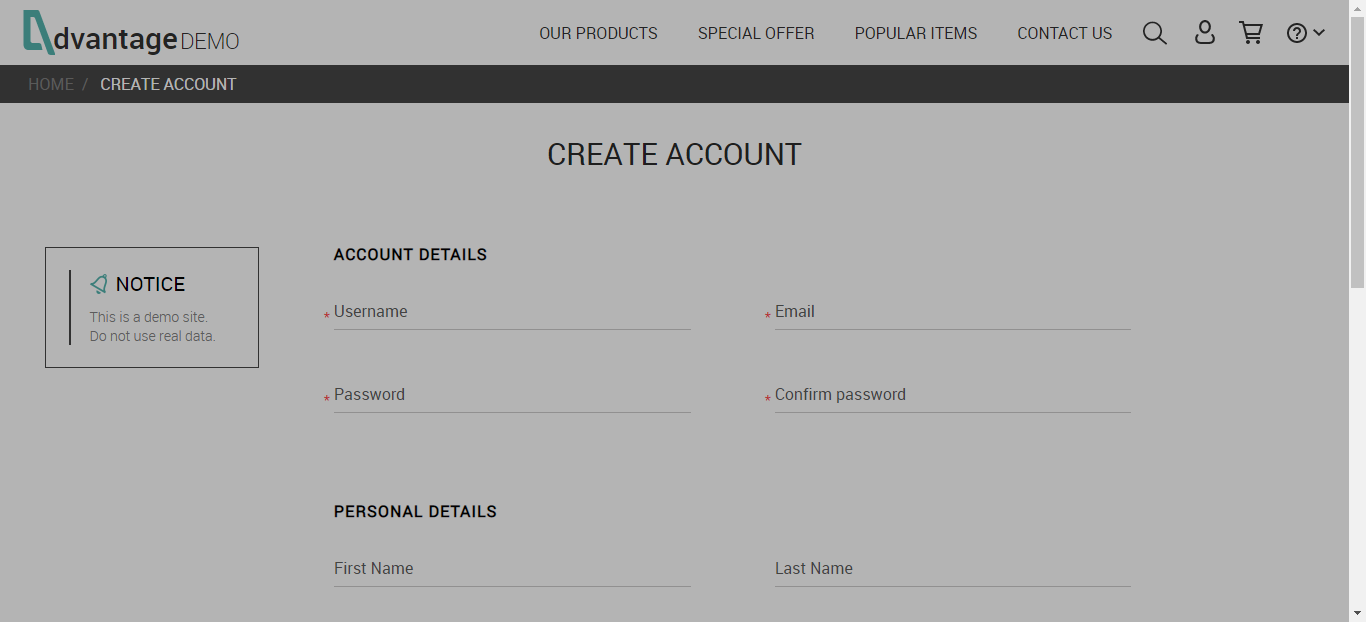 dvantage DEMO
OUR PRODUCTS SPECIAL OFFER POPULAR ITEMS CONTACT US
HOME / CREATE ACCOUNT
CREATE ACCOUNT
NOTICE
This is a demo site.
Do not use real data.
ACCOUNT DETAILS
* Username
* Email
* Password
* Confirm password
PERSONAL DETAILS
First Name
Last Name